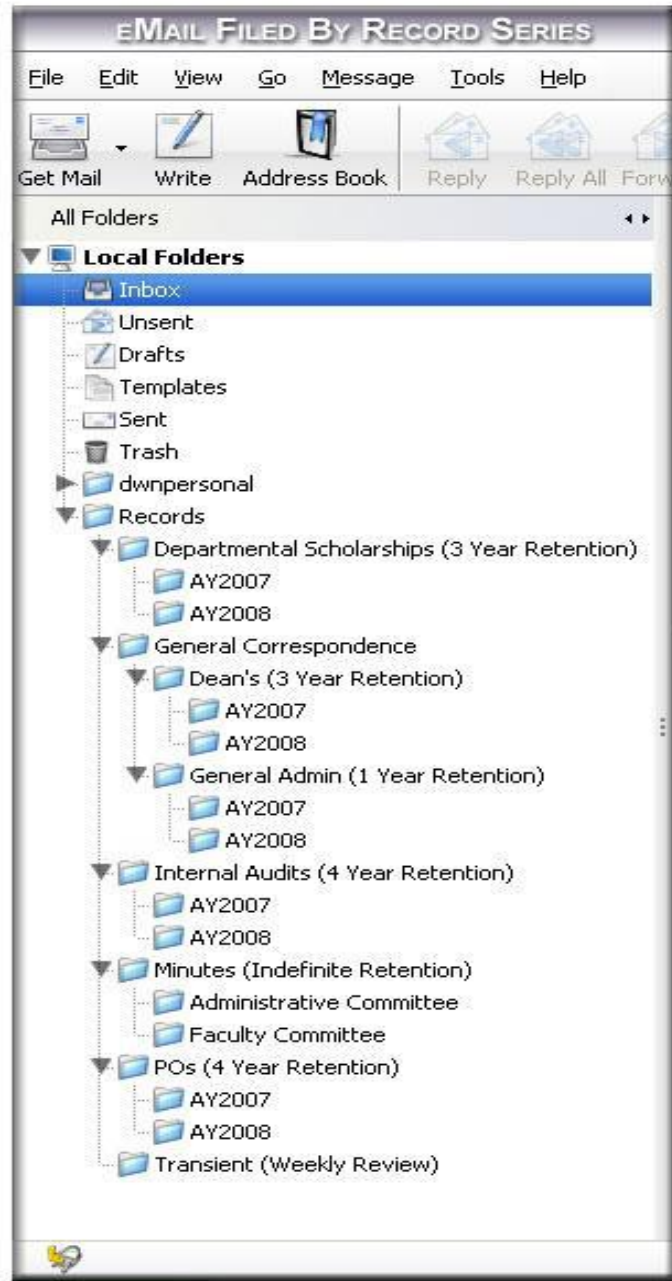 EMAIL FILED BY RECORD SERIES
File Edit View Go Message Tools Help
Get Mail Write Address Book Reply Reply All Forw
All Folders
Local Folders
Inbox
Unsent
Drafts
Templates
Sent
Trash
dwnpersonal
Records
Departmental Scholarships (3 Year Retention)
AY2007
AY2008
General Correspondence
Dean's (3 Year Retention)
AY2007
AY2008
General Admin (1 Year Retention)
AY2007
AY2008
Internal Audits (4 Year Retention)
AY2007
AY2008
Minutes (Indefinite Retention)
Administrative Committee
Faculty Committee
POs (4 Year Retention)
AY2007
AY2008
Transient (Weekly Review)